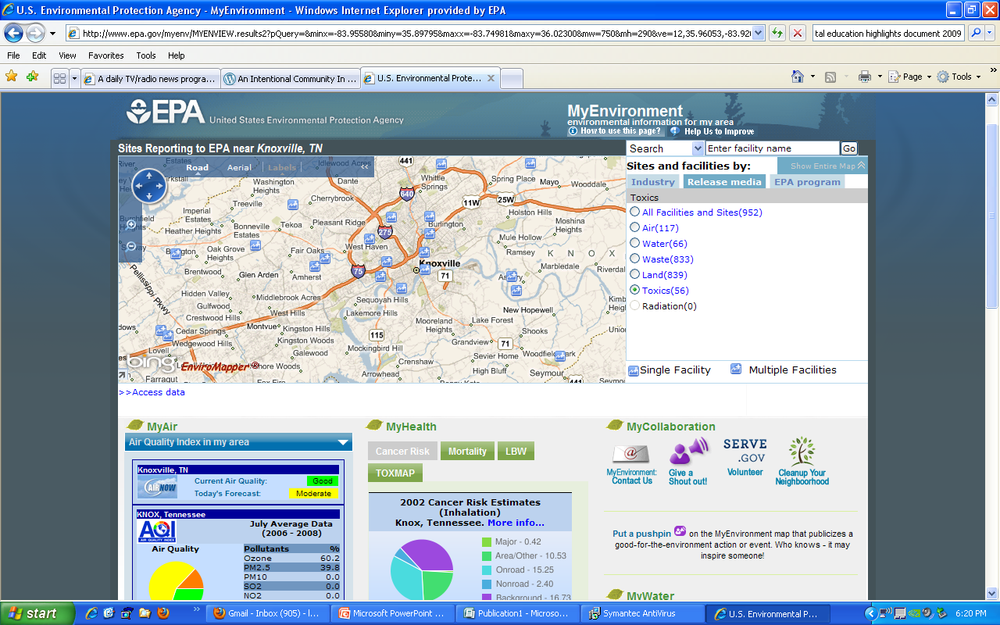 U.S. Environmental Protection Agency - MyEnvironment - Windows Internet Explorer provided by EPA
http://www.epa.gov/myenv/MYENVIEW.results2?pQuery=&minx=-83.95580&miny=35.89795&maxx=-83.74981&maxy=36.02300&mw=750&mh=290&ve=12,35.96053,-83.920
tal education highlights document 2009
File Edit View Favorites Tools Help
A daily TV/radio news progra...
An Intentional Community In ...
U.S. Environmental Prote...
Page
Tools
EPA United States Environmental Protection Agency
MyEnvironment
environmental information for my area
How to use this page?
Help Us to Improve
Sites Reporting to EPA near Knoxville, TN
Search
Enter facility name
Go
Road Aerial Labels
River
Estates
Idlewood Acres
441
Washington Heights
Dante
Whittle Springs
Spring Place
Mayo
Wooddale
640
11W
25W
Cherrybrook
Imperial Estates
Bonneville Estates
Tekoa
Pleasant Ridge
Burlington
Holston Hills
Moshina Heights
Heather Heights
275
Mule Hollow
Oak Grove Heights
Fair Oaks
West Haven
Ramsey
KNOX
Knoxville
Marbledale
Riverdale
Brentwood
Glen Arden
Amherst
75
71
Pellissippi Pkwy
Hidden Valley
Gulfwood
Middlebrook Acres
Sequoyah Hills
Crestwood Hills
West Hills
Lakemore Hills
New Hopewell
Cedar Springs
Montvue
Kingston Hills
Mooreland Heights
Lake Forest
Shooks
Wedgewood Hills
Kingston Woods
115
Grandview
71
Lovell
Mockingbird Hill
Sevier Home
Crenshaw
High Bluff
Arrowhead
Seymour
Farragut
441
bing
EnviroMapper®
Sites and facilities by:
Show Entire Map
Industry Release media EPA program
Toxics
All Facilities and Sites(952)
Air(117)
Water(66)
Waste(833)
Land(839)
Toxics(56)
Radiation(0)
Single Facility Multiple Facilities
>>Access data
MyAir
Air Quality Index in my area
Knoxville, TN
AIRNOW
Current Air Quality: Good
Today's Forecast: Moderate
KNOX, Tennessee
AQI
AIR QUALITY INDEX
July Average Data
(2006 - 2008)
Air Quality
Pollutants %
Ozone 60.2
PM2.5 39.8
PM10 0.0
SO2 0.0
NO2 0.0
MyHealth
Cancer Risk Mortality LBW
TOXMAP
2002 Cancer Risk Estimates
(Inhalation)
Knox, Tennessee. More info...
Major - 0.42
Area/Other - 10.53
Onroad - 15.25
Nonroad - 2.40
Background - 16.73
MyCollaboration
MyEnvironment:
Contact Us
Give a
Shout out!
SERVE
.GOV
Volunteer
Cleanup Your
Neighboorhood
Put a pushpin on the MyEnvironment map that publicizes a
good-for-the-environment action or event. Who knows - it may
inspire someone!
MyWater
start
Gmail - Inbox (905) - l...
Microsoft PowerPoint ...
Publication1 - Microso...
Symantec AntiVirus
U.S. Environmental P...
6:20 PM